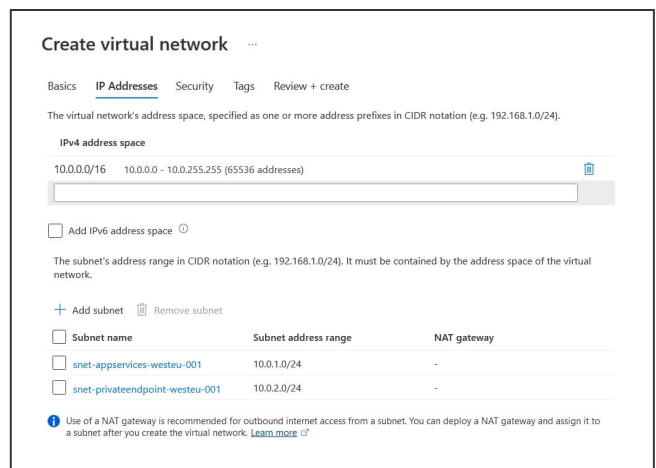 Create virtual network ...
Basics IP Addresses Security Tags Review + create
The virtual network's address space, specified as one or more address prefixes in CIDR notation (e.g. 192.168.1.0/24).
IPv4 address space
10.0.0.0/16 10.0.0.0 - 10.0.255.255 (65536 addresses)
Add IPv6 address space
The subnet's address range in CIDR notation (e.g. 192.168.1.0/24). It must be contained by the address space of the virtual
network.
+ Add subnet Remove subnet
Subnet name Subnet address range NAT gateway
snet-appservices-westeu-001 10.0.1.0/24 -
snet-privateendpoint-westeu-001 10.0.2.0/24 -
Use of a NAT gateway is recommended for outbound internet access from a subnet. You can deploy a NAT gateway and assign it to
a subnet after you create the virtual network. Learn more